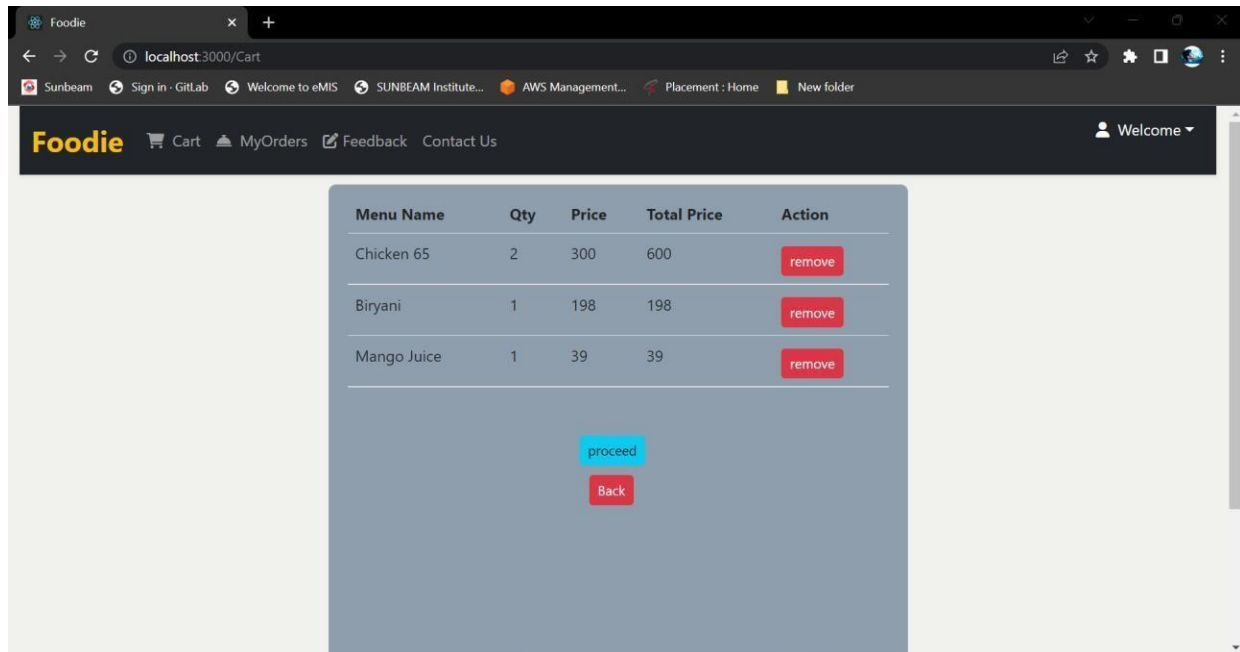 Foodie
localhost:3000/Cart
Sunbeam Sign in · GitLab Welcome to eMIS SUNBEAM Institute... AWS Management... Placement : Home New folder
Foodie Cart MyOrders Feedback Contact Us Welcome
Menu Name Qty Price Total Price Action
Chicken 65 2 300 600 remove
Biryani 1 198 198 remove
Mango Juice 1 39 39 remove
proceed
Back